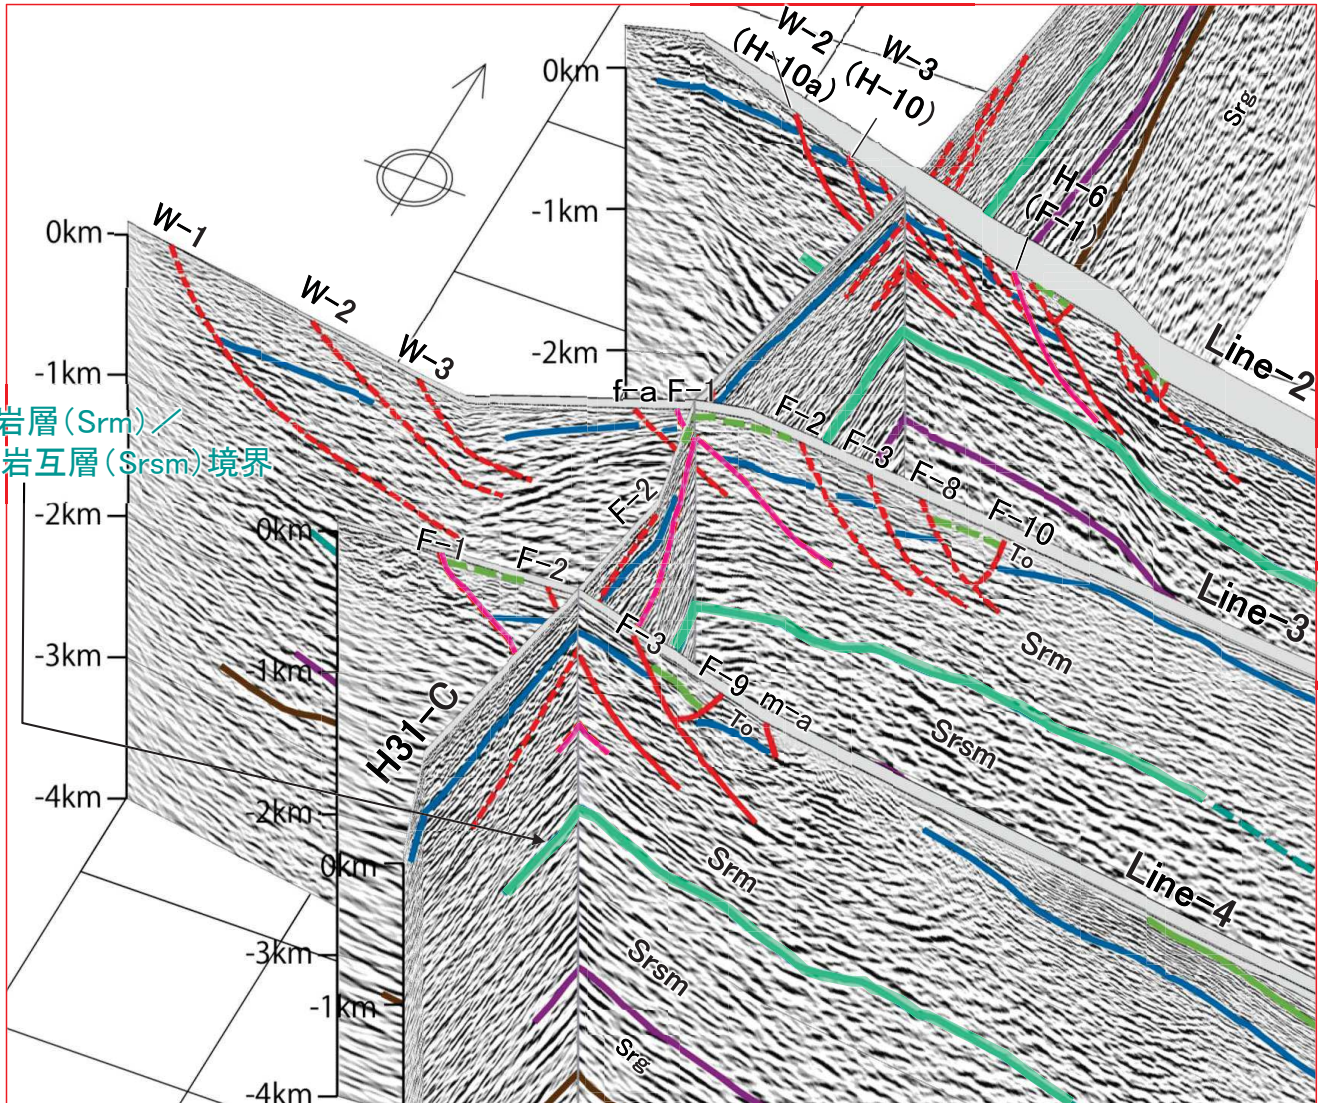 W-2
(H-10a)
W-3
(H-10)
0km
-1km
-2km
Srg
H-6
(F-1)
Line-2
W-1
W-2
W-3
0km
-1km
-2km
-3km
-4km
岩層(Srm)/
岩互層(Srsm)境界
f-a F-1
F-2
F-3
F-8
F-10
To
Line-3
F-2
0km
-1km
-2km
-3km
-4km
F-1
F-2
F-3
F-9 m-a
To
Srm
Srsm
H31-C
0km
-1km
Srm
Srsm
Srg
Line-4